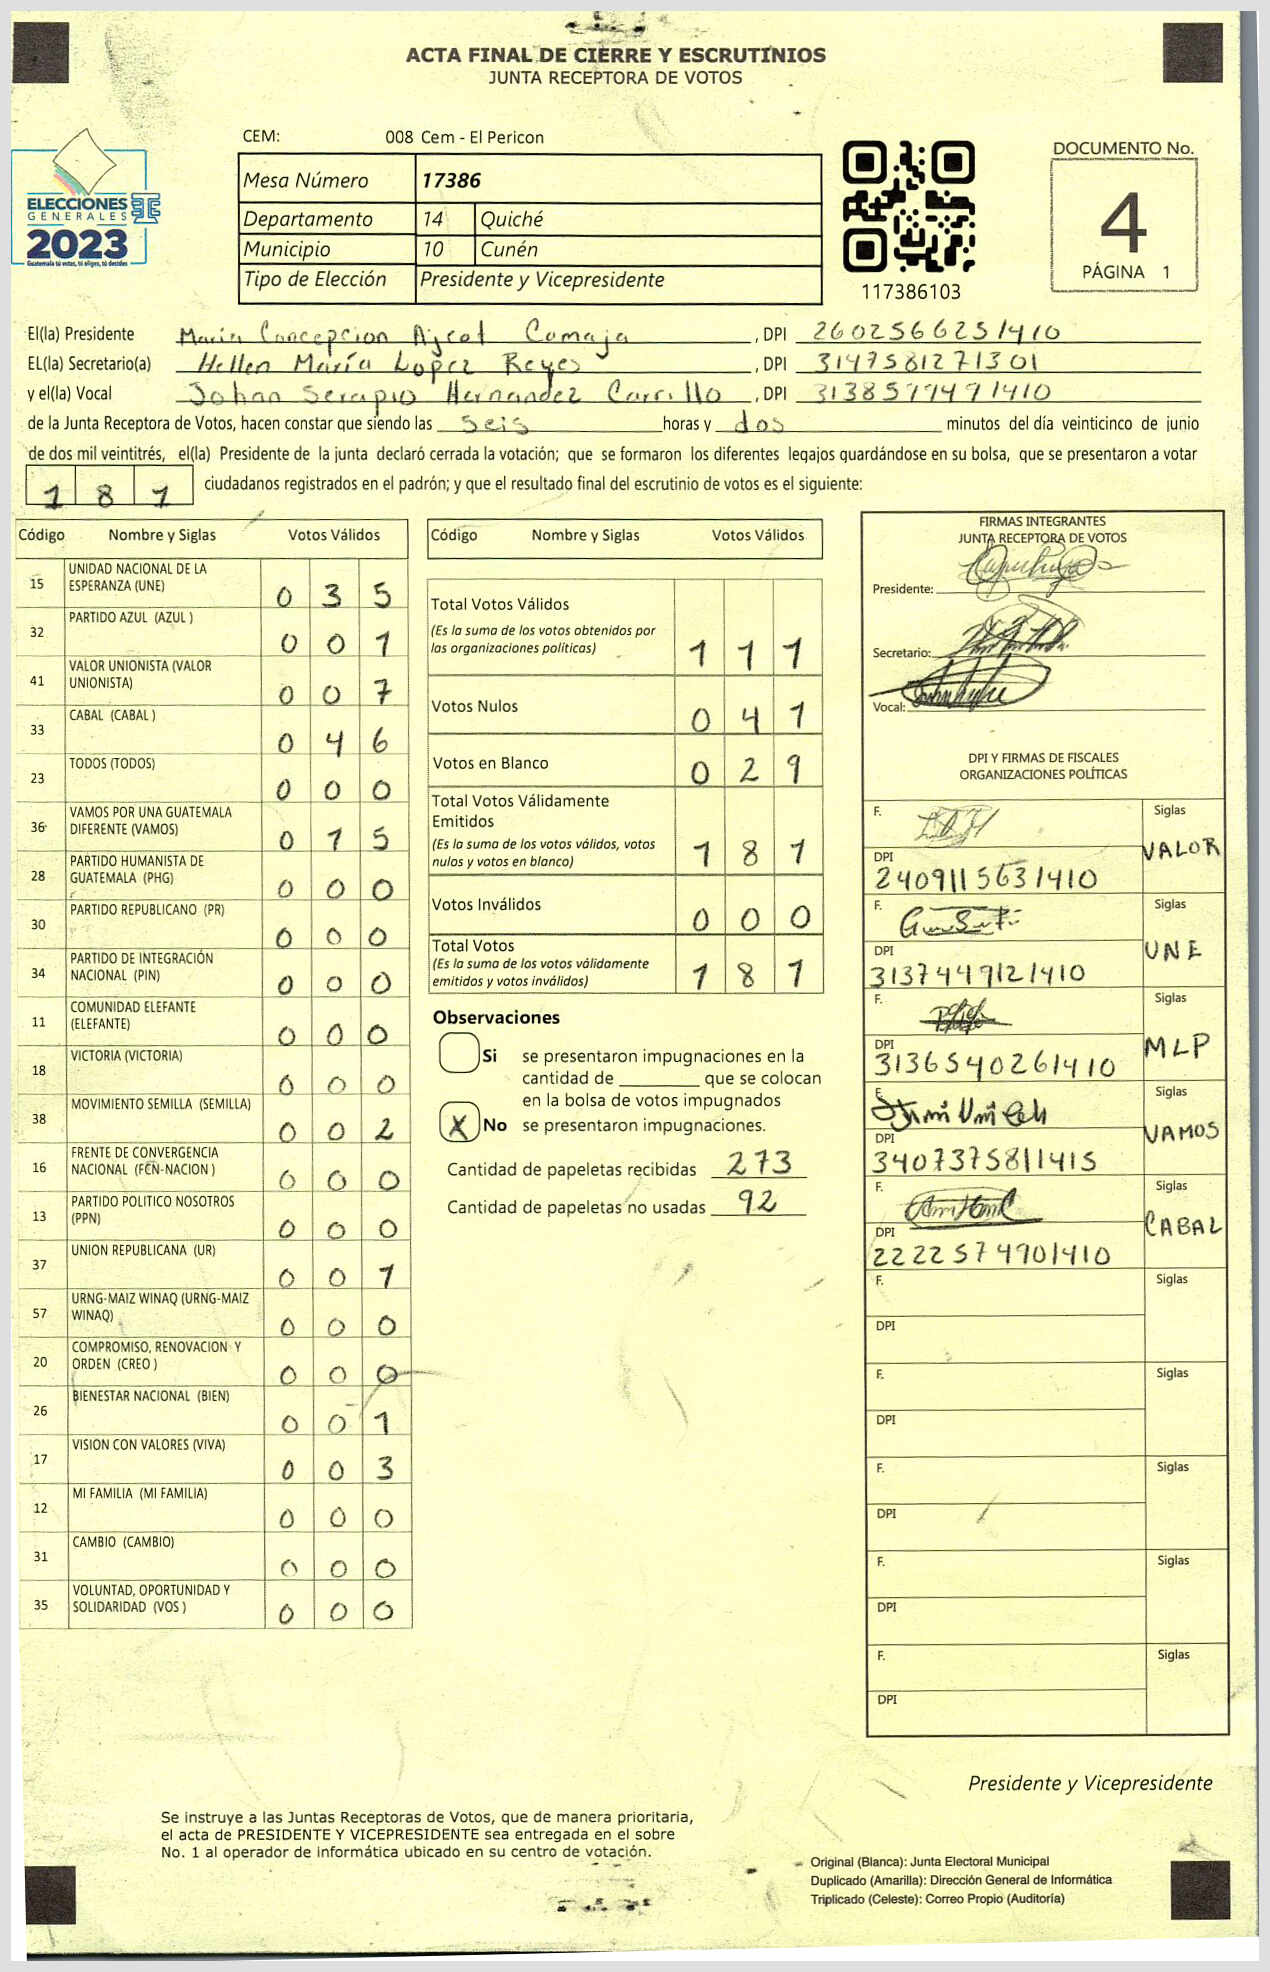 ACTA FINAL DE CIERRE Y ESCRUTINIOS
JUNTA RECEPTORA DE VOTOS
CEM: 008 Cem - El Pericon
Mesa Número 17386
Departamento 14 Quiché
Municipio 10 Cunén
Tipo de Elección Presidente y Vicepresidente
ELECCIONES
GENERALES
2023
Guatemala tú votas, tú eliges, tú decides
117386103
DOCUMENTO No.
4
PÁGINA 1
El(la) Presidente María Concepcion Ajcot Camaja, DPI 2602566251410
EL(la) Secretario(a) Hellen María Lopez Reyes, DPI 3147581271301
y el(la) Vocal Johan Serapio Hernandez Carrillo, DPI 3138579491410
de la Junta Receptora de Votos, hacen constar que siendo las seis horas y dos minutos del día veinticinco de junio
de dos mil veintitrés, el(la) Presidente de la junta declaró cerrada la votación; que se formaron los diferentes legajos guardándose en su bolsa, que se presentaron a votar
181 ciudadanos registrados en el padrón; y que el resultado final del escrutinio de votos es el siguiente:
Código Nombre y Siglas Votos Válidos
15 UNIDAD NACIONAL DE LA
ESPERANZA (UNE) 0 3 5
32 PARTIDO AZUL (AZUL ) 0 0 1
41 VALOR UNIONISTA (VALOR
UNIONISTA) 0 0 7
33 CABAL (CABAL ) 0 4 6
23 TODOS (TODOS) 0 0 0
36 VAMOS POR UNA GUATEMALA
DIFERENTE (VAMOS) 0 1 5
28 PARTIDO HUMANISTA DE
GUATEMALA (PHG) 0 0 0
30 PARTIDO REPUBLICANO (PR) 0 0 0
34 PARTIDO DE INTEGRACIÓN
NACIONAL (PIN) 0 0 0
11 COMUNIDAD ELEFANTE
(ELEFANTE) 0 0 0
18 VICTORIA (VICTORIA) 0 0 0
38 MOVIMIENTO SEMILLA (SEMILLA) 0 0 2
16 FRENTE DE CONVERGENCIA
NACIONAL (FCN-NACION ) 0 0 0
13 PARTIDO POLITICO NOSOTROS
(PPN) 0 0 0
37 UNION REPUBLICANA (UR) 0 0 1
57 URNG-MAIZ WINAQ (URNG-MAIZ
WINAQ) 0 0 0
20 COMPROMISO, RENOVACION Y
ORDEN (CREO ) 0 0 0
26 BIENESTAR NACIONAL (BIEN) 0 0 1
17 VISION CON VALORES (VIVA) 0 0 3
12 MI FAMILIA (MI FAMILIA) 0 0 0
31 CAMBIO (CAMBIO) 0 0 0
35 VOLUNTAD, OPORTUNIDAD Y
SOLIDARIDAD (VOS ) 0 0 0
Código Nombre y Siglas Votos Válidos
Total Votos Válidos
(Es la suma de los votos obtenidos por
las organizaciones políticas) 1 1 1
Votos Nulos 0 4 1
Votos en Blanco 0 2 9
Total Votos Válidamente
Emitidos
(Es la suma de los votos válidos, votos
nulos y votos en blanco) 1 8 1
Votos Inválidos 0 0 0
Total Votos
(Es la suma de los votos válidamente
emitidos y votos inválidos) 1 8 1
Observaciones
Si se presentaron impugnaciones en la
cantidad de ________ que se colocan
en la bolsa de votos impugnados
X No se presentaron impugnaciones.
Cantidad de papeletas recibidas 273
Cantidad de papeletas no usadas 92
FIRMAS INTEGRANTES
JUNTA RECEPTORA DE VOTOS
Presidente:
Secretario:
Vocal:
DPI Y FIRMAS DE FISCALES
ORGANIZACIONES POLÍTICAS
F. Siglas
VALOR
DPI
2409115631410
F. Siglas
UNE
DPI
3137449121410
F. Siglas
MLP
DPI
3136540261410
F. Siglas
VAMOS
DPI
3407375811415
F. Siglas
CABAL
DPI
2222574901410
F. Siglas
DPI
F. Siglas
DPI
F. Siglas
DPI
F. Siglas
DPI
F. Siglas
DPI
Presidente y Vicepresidente
Se instruye a las Juntas Receptoras de Votos, que de manera prioritaria,
el acta de PRESIDENTE Y VICEPRESIDENTE sea entregada en el sobre
No. 1 al operador de informática ubicado en su centro de votación.
Original (Blanca): Junta Electoral Municipal
Duplicado (Amarilla): Dirección General de Informática
Triplicado (Celeste): Correo Propio (Auditoría)